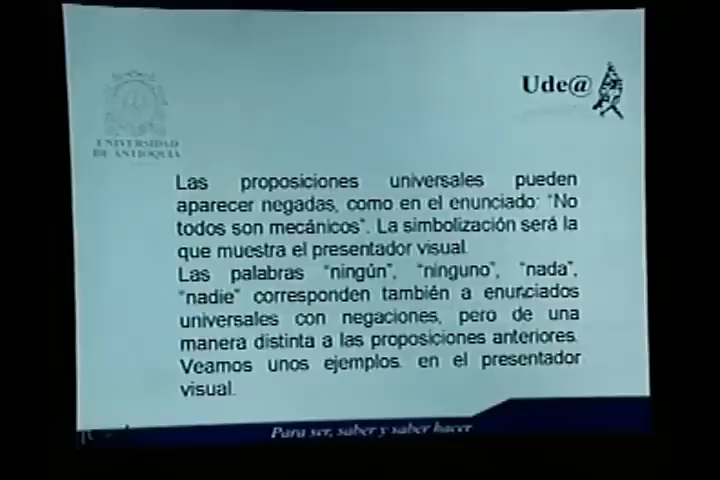 UNIVERSIDAD
DE ANTIOQUIA
Ude@
Las proposiciones universales pueden
aparecer negadas, como en el enunciado: "No
todos son mecánicos". La simbolización será la
que muestra el presentador visual.
Las palabras "ningún", "ninguno", "nada",
"nadie" corresponden también a enunciados
universales con negaciones, pero de una
manera distinta a las proposiciones anteriores.
Veamos unos ejemplos en el presentador
visual.
Para ser, saber y saber hacer